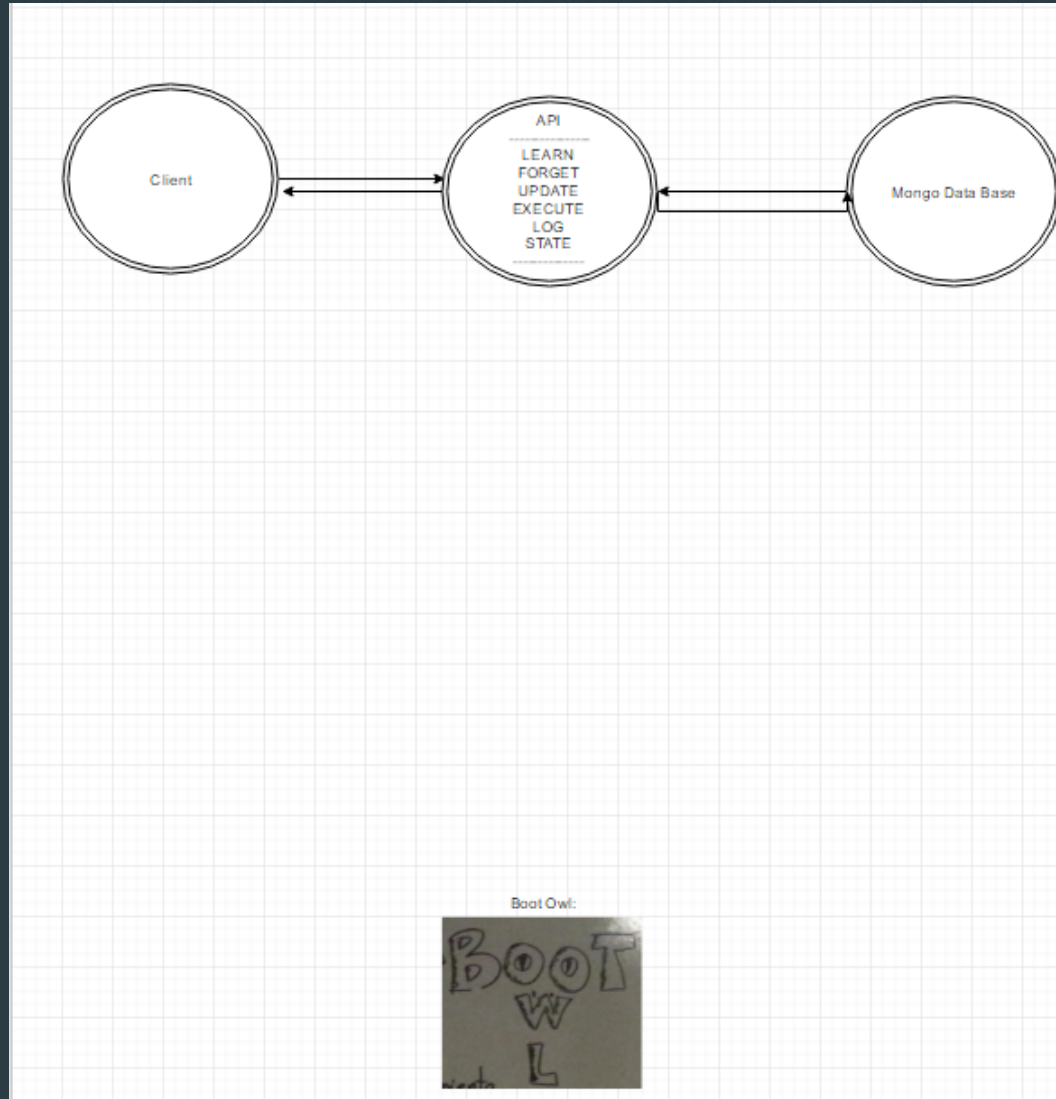 Client
API
--------------------
LEARN
FORGET
UPDATE
EXECUTE
LOG
STATE
------------------
Mongo Data Base
Boot Owl:
BOOT
W
L